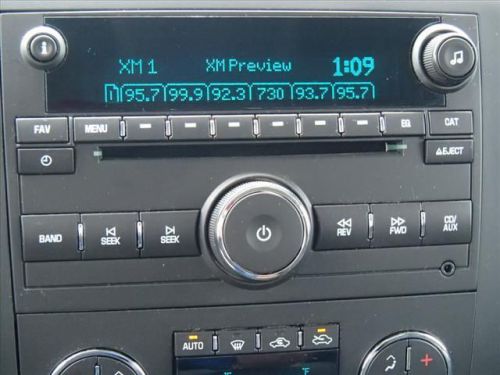 XM 1 XM Preview 1:09
1 95.7 99.9 92.3 730 93.7 95.7
FAV MENU EQ CAT
EJECT
BAND SEEK SEEK REV FWD CD/AUX
AUTO